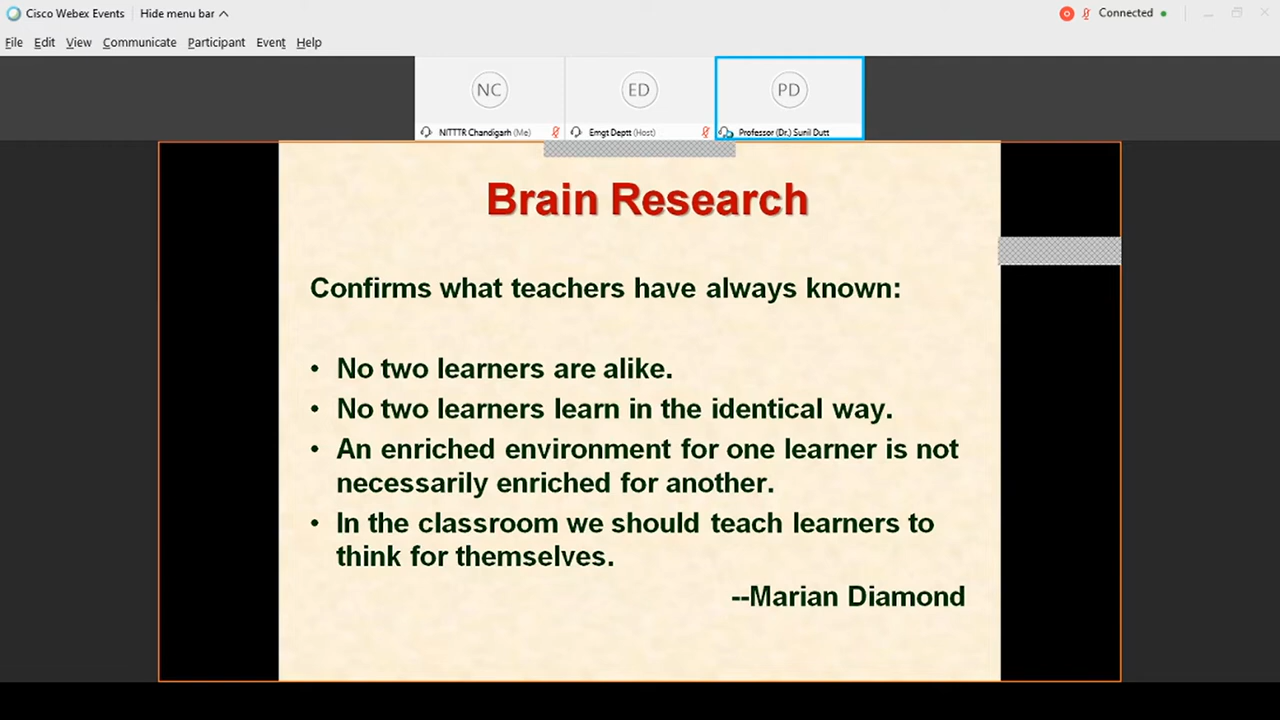 Cisco Webex Events Hide menu bar Connected
File Edit View Communicate Participant Event Help
NC ED PD
NITTTR Chandigarh (Me) Emgt Deptt (Host) Professor (Dr.) Sunil Dutt
Brain Research
Confirms what teachers have always known:
• No two learners are alike.
• No two learners learn in the identical way.
• An enriched environment for one learner is not
necessarily enriched for another.
• In the classroom we should teach learners to
think for themselves.
--Marian Diamond